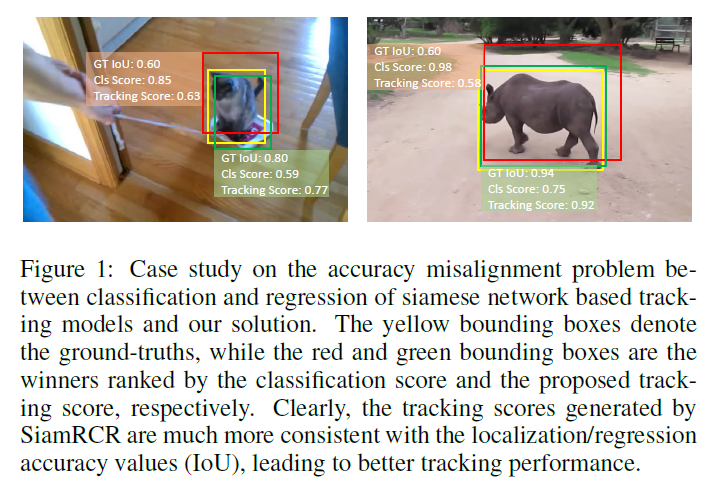 GT IoU: 0.60
Cls Score: 0.85
Tracking Score: 0.63
GT IoU: 0.80
Cls Score: 0.59
Tracking Score: 0.77
GT IoU: 0.60
Cls Score: 0.98
Tracking Score: 0.58
GT IoU: 0.94
Cls Score: 0.75
Tracking Score: 0.92
Figure 1: Case study on the accuracy misalignment problem be-
tween classification and regression of siamese network based track-
ing models and our solution. The yellow bounding boxes denote
the ground-truths, while the red and green bounding boxes are the
winners ranked by the classification score and the proposed track-
ing score, respectively. Clearly, the tracking scores generated by
SiamRCR are much more consistent with the localization/regression
accuracy values (IoU), leading to better tracking performance.